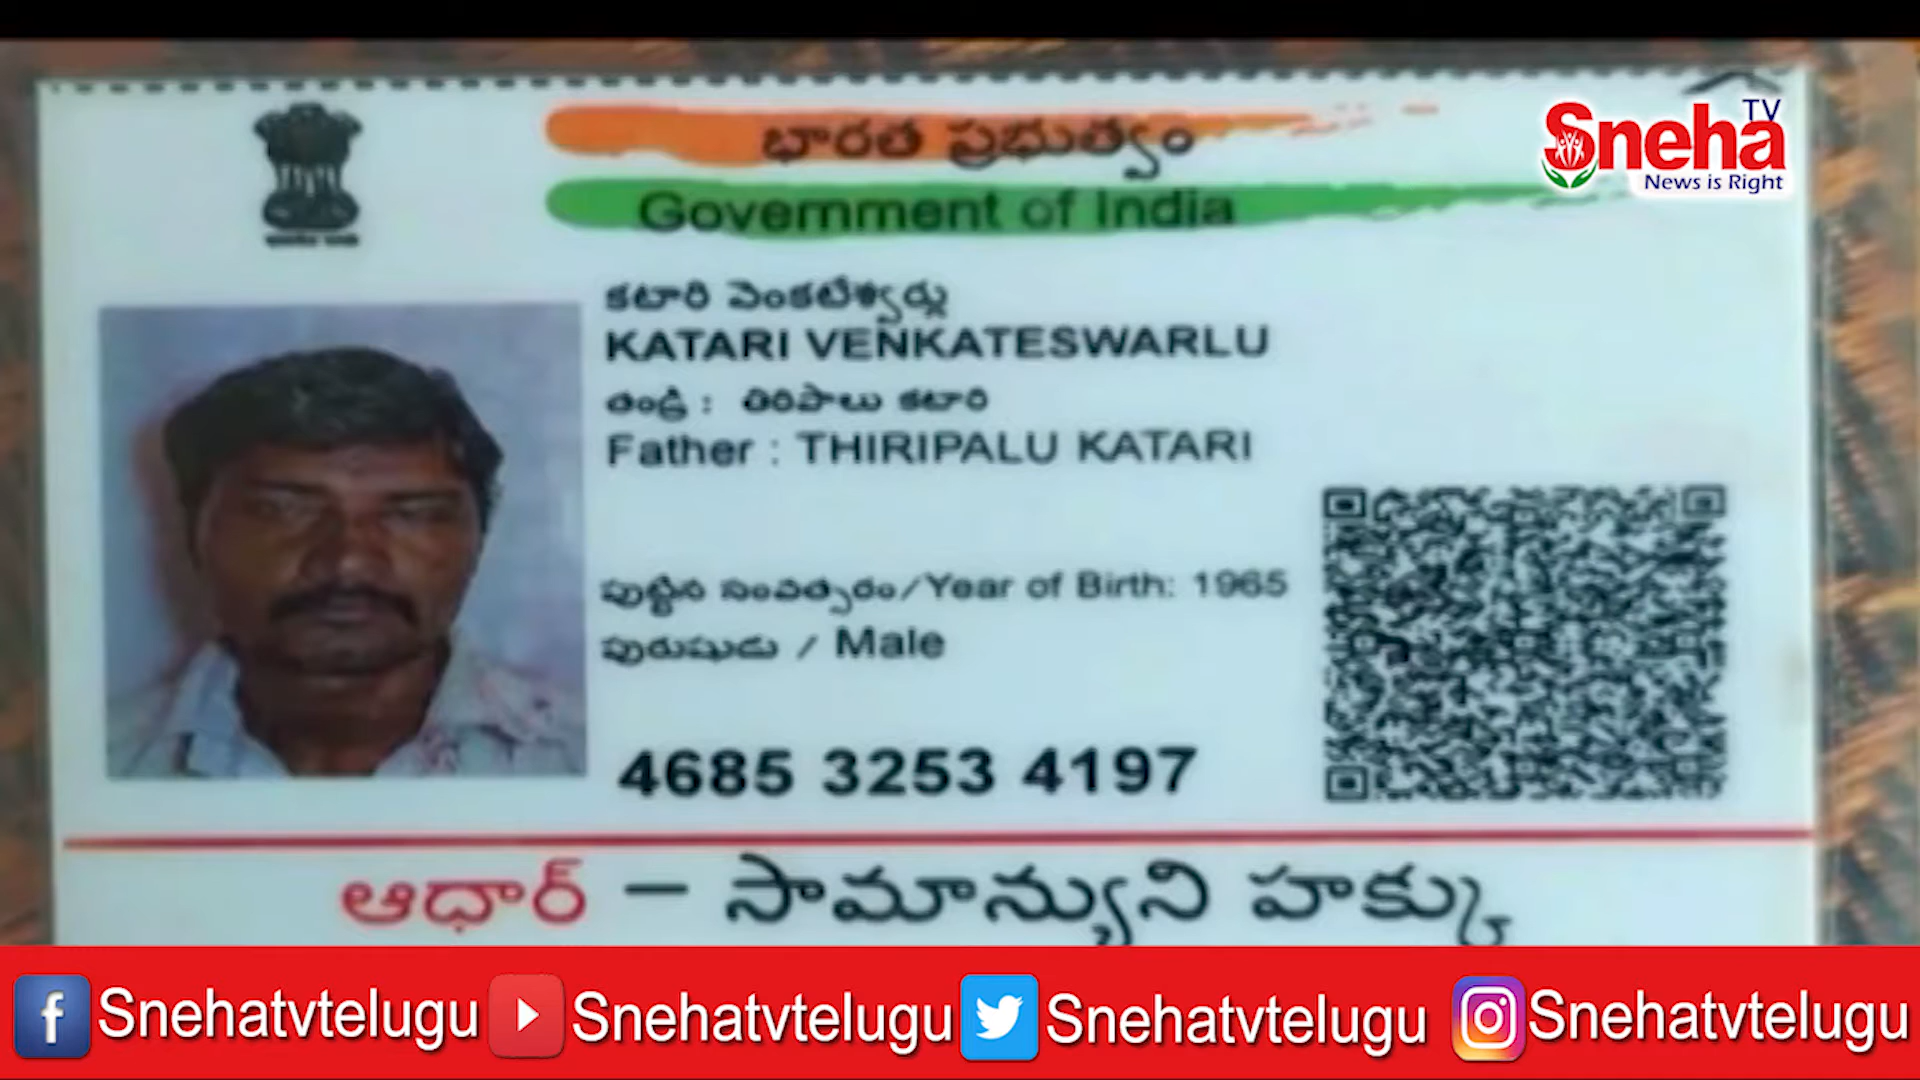 TV
Sneha
News is Right
భారత ప్రభుత్వం
Government of India
కటారి వెంకటేశ్వర్లు
KATARI VENKATESWARLU
తండ్రి : తిరిపాలు కటారి
Father : THIRIPALU KATARI
పుట్టిన సంవత్సరం/Year of Birth: 1965
పురుషుడు / Male
4685 3253 4197
ఆధార్ – సామాన్యుని హక్కు
Snehatvtelugu Snehatvtelugu Snehatvtelugu Snehatvtelugu